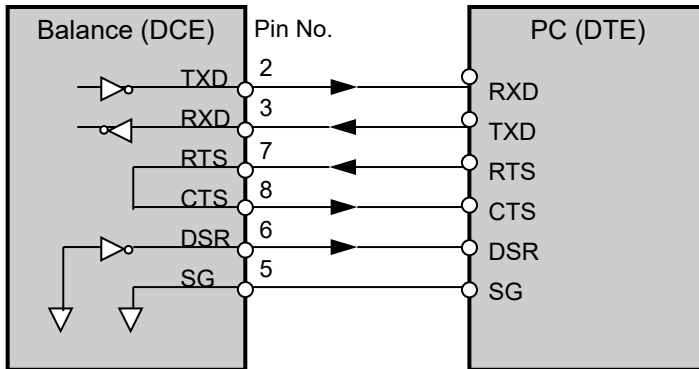 Balance (DCE) Pin No. PC (DTE)
TXD 2 RXD
RXD 3 TXD
RTS 7 RTS
CTS 8 CTS
DSR 6 DSR
SG 5 SG